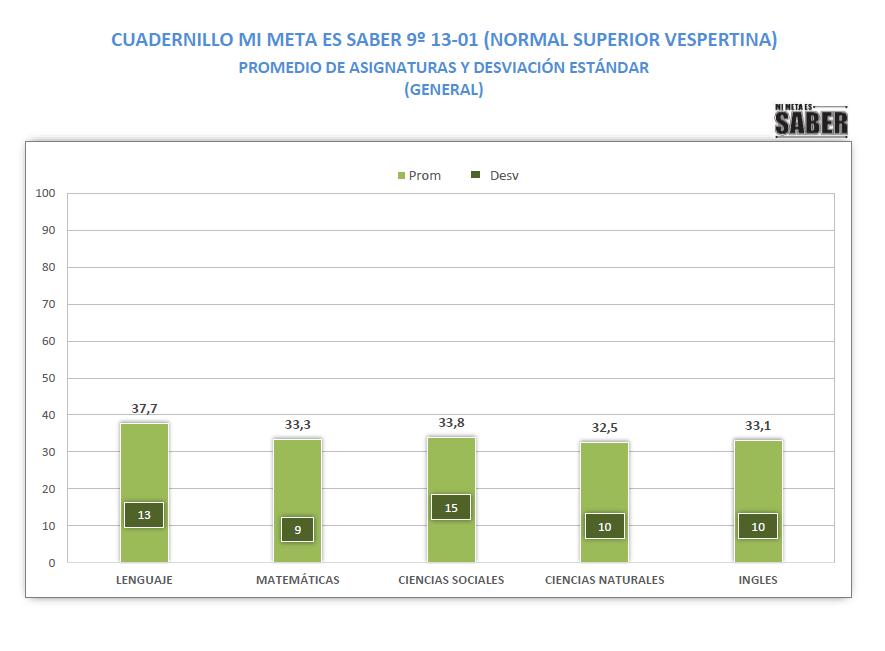 CUADERNILLO MI META ES SABER 9º 13-01 (NORMAL SUPERIOR VESPERTINA)
PROMEDIO DE ASIGNATURAS Y DESVIACIÓN ESTÁNDAR
(GENERAL)
MI META ES
SABER
Prom Desv
100
90
80
70
60
50
40
30
20
10
0
37,7 33,3 33,8 32,5 33,1
13 9 15 10 10
LENGUAJE MATEMÁTICAS CIENCIAS SOCIALES CIENCIAS NATURALES INGLES